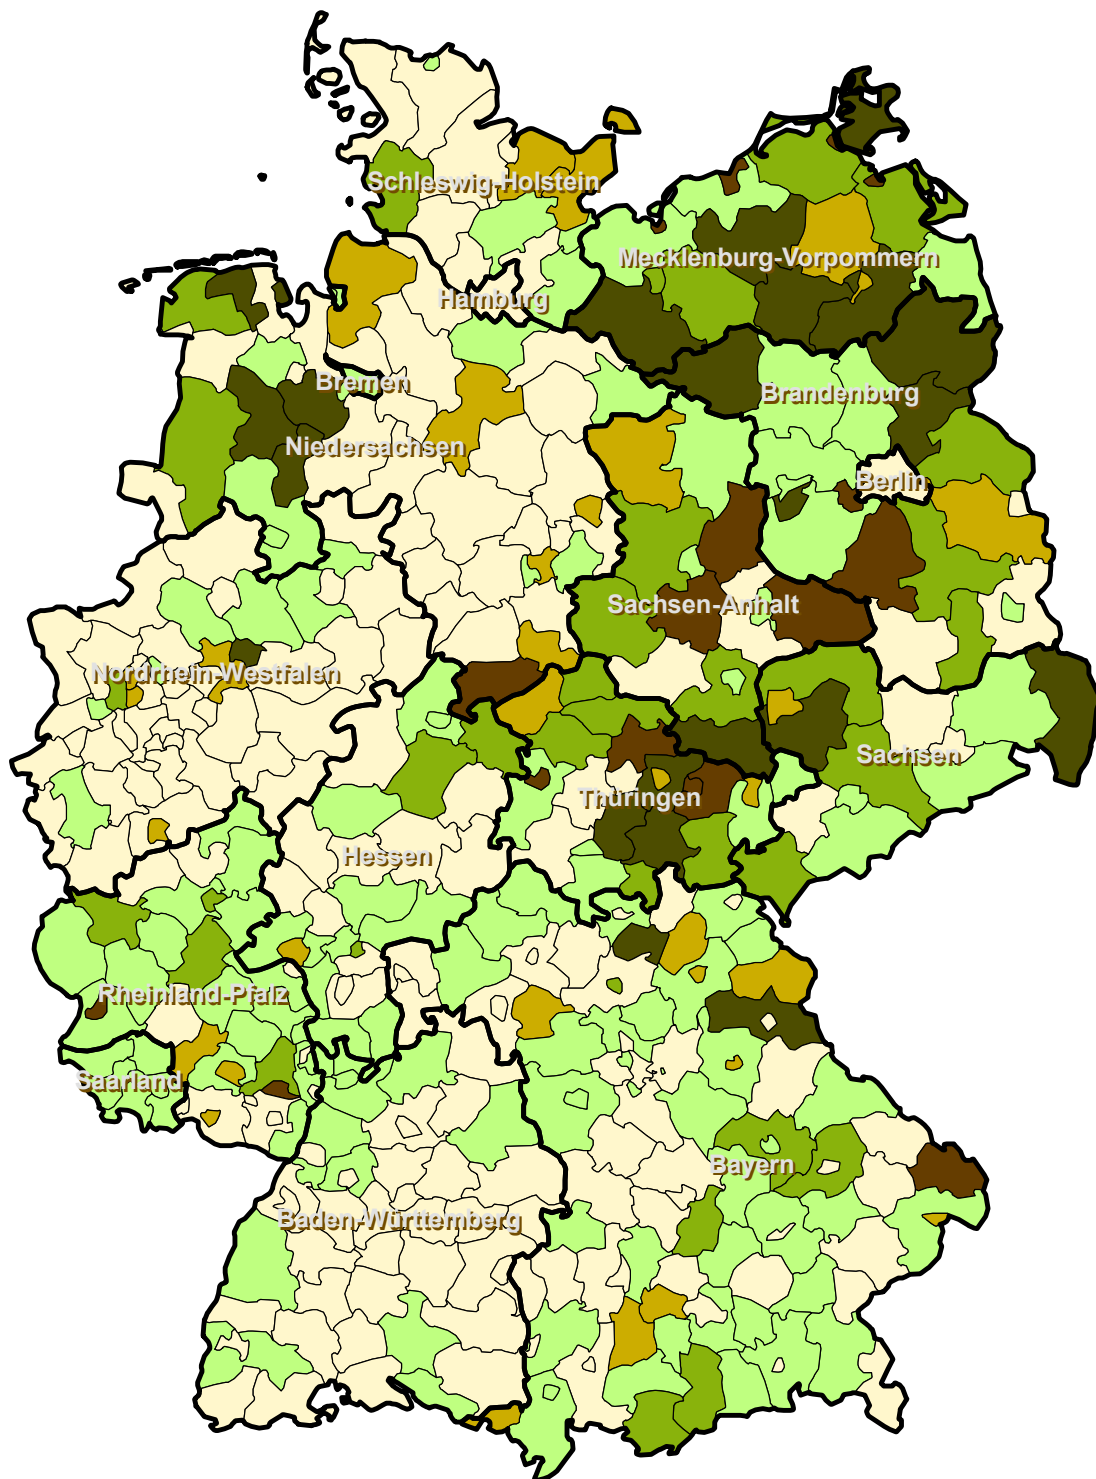 Schleswig-Holstein
Mecklenburg-Vorpommern
Hamburg
Bremen
Brandenburg
Niedersachsen
Berlin
Sachsen-Anhalt
Nordrhein-Westfalen
Sachsen
Thüringen
Hessen
Rheinland-Pfalz
Saarland
Bayern
Baden-Württemberg